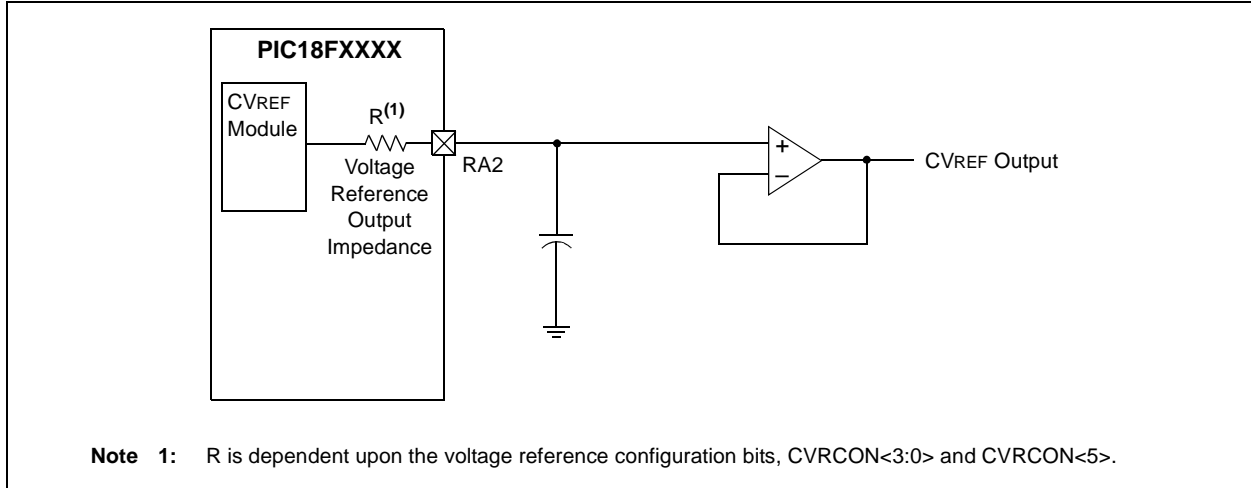 PIC18FXXXX
CVREF
Module
R(1)
Voltage
Reference
Output
Impedance
RA2
+
–
CVREF Output
Note 1: R is dependent upon the voltage reference configuration bits, CVRCON<3:0> and CVRCON<5>.